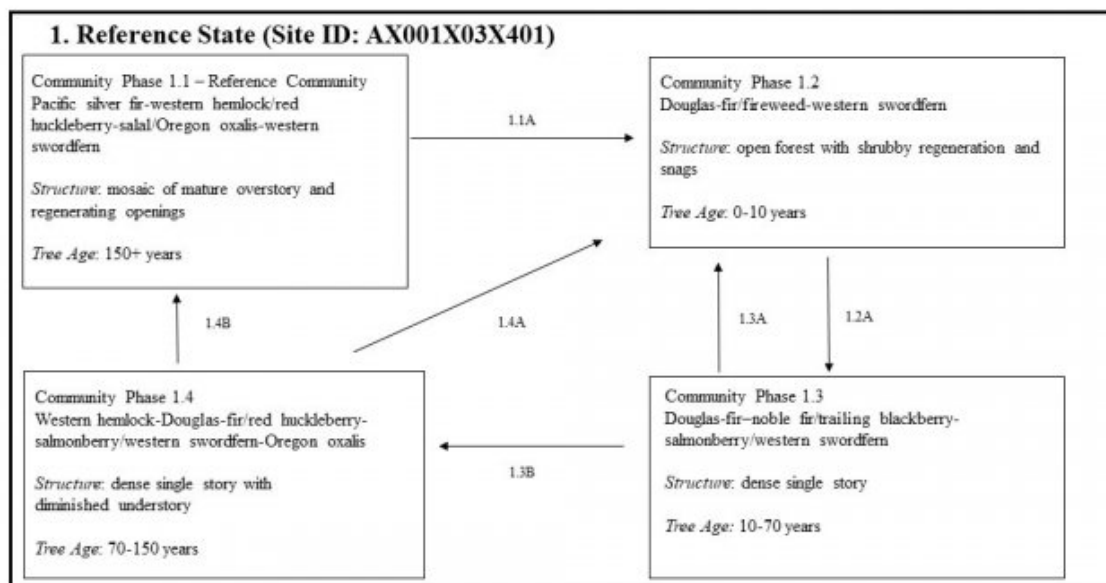 1. Reference State (Site ID: AX001X03X401)
Community Phase 1.1 – Reference Community
Pacific silver fir-western hemlock/red
huckleberry-salal/Oregon oxalis-western
swordfern
Structure: mosaic of mature overstory and
regenerating openings
Tree Age: 150+ years
1.1A
Community Phase 1.2
Douglas-fir/fireweed-western swordfern
Structure: open forest with shrubby regeneration and
snags
Tree Age: 0-10 years
1.4B
1.4A
1.3A
1.2A
Community Phase 1.4
Western hemlock-Douglas-fir/red huckleberry-
salmonberry/western swordfern-Oregon oxalis
Structure: dense single story with
diminished understory
Tree Age: 70-150 years
1.3B
Community Phase 1.3
Douglas-fir–noble fir/trailing blackberry-
salmonberry/western swordfern
Structure: dense single story
Tree Age: 10-70 years